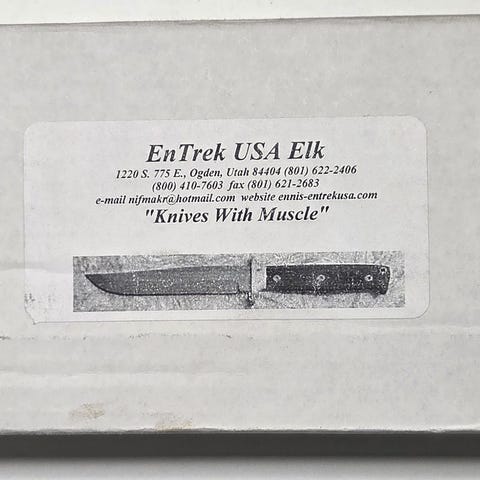 EnTrek USA Elk
1220 S. 775 E., Ogden, Utah 84404 (801) 622-2406
(800) 410-7603 fax (801) 621-2683
e-mail nifmakr@hotmail.com website ennis-entrekusa.com
"Knives With Muscle"